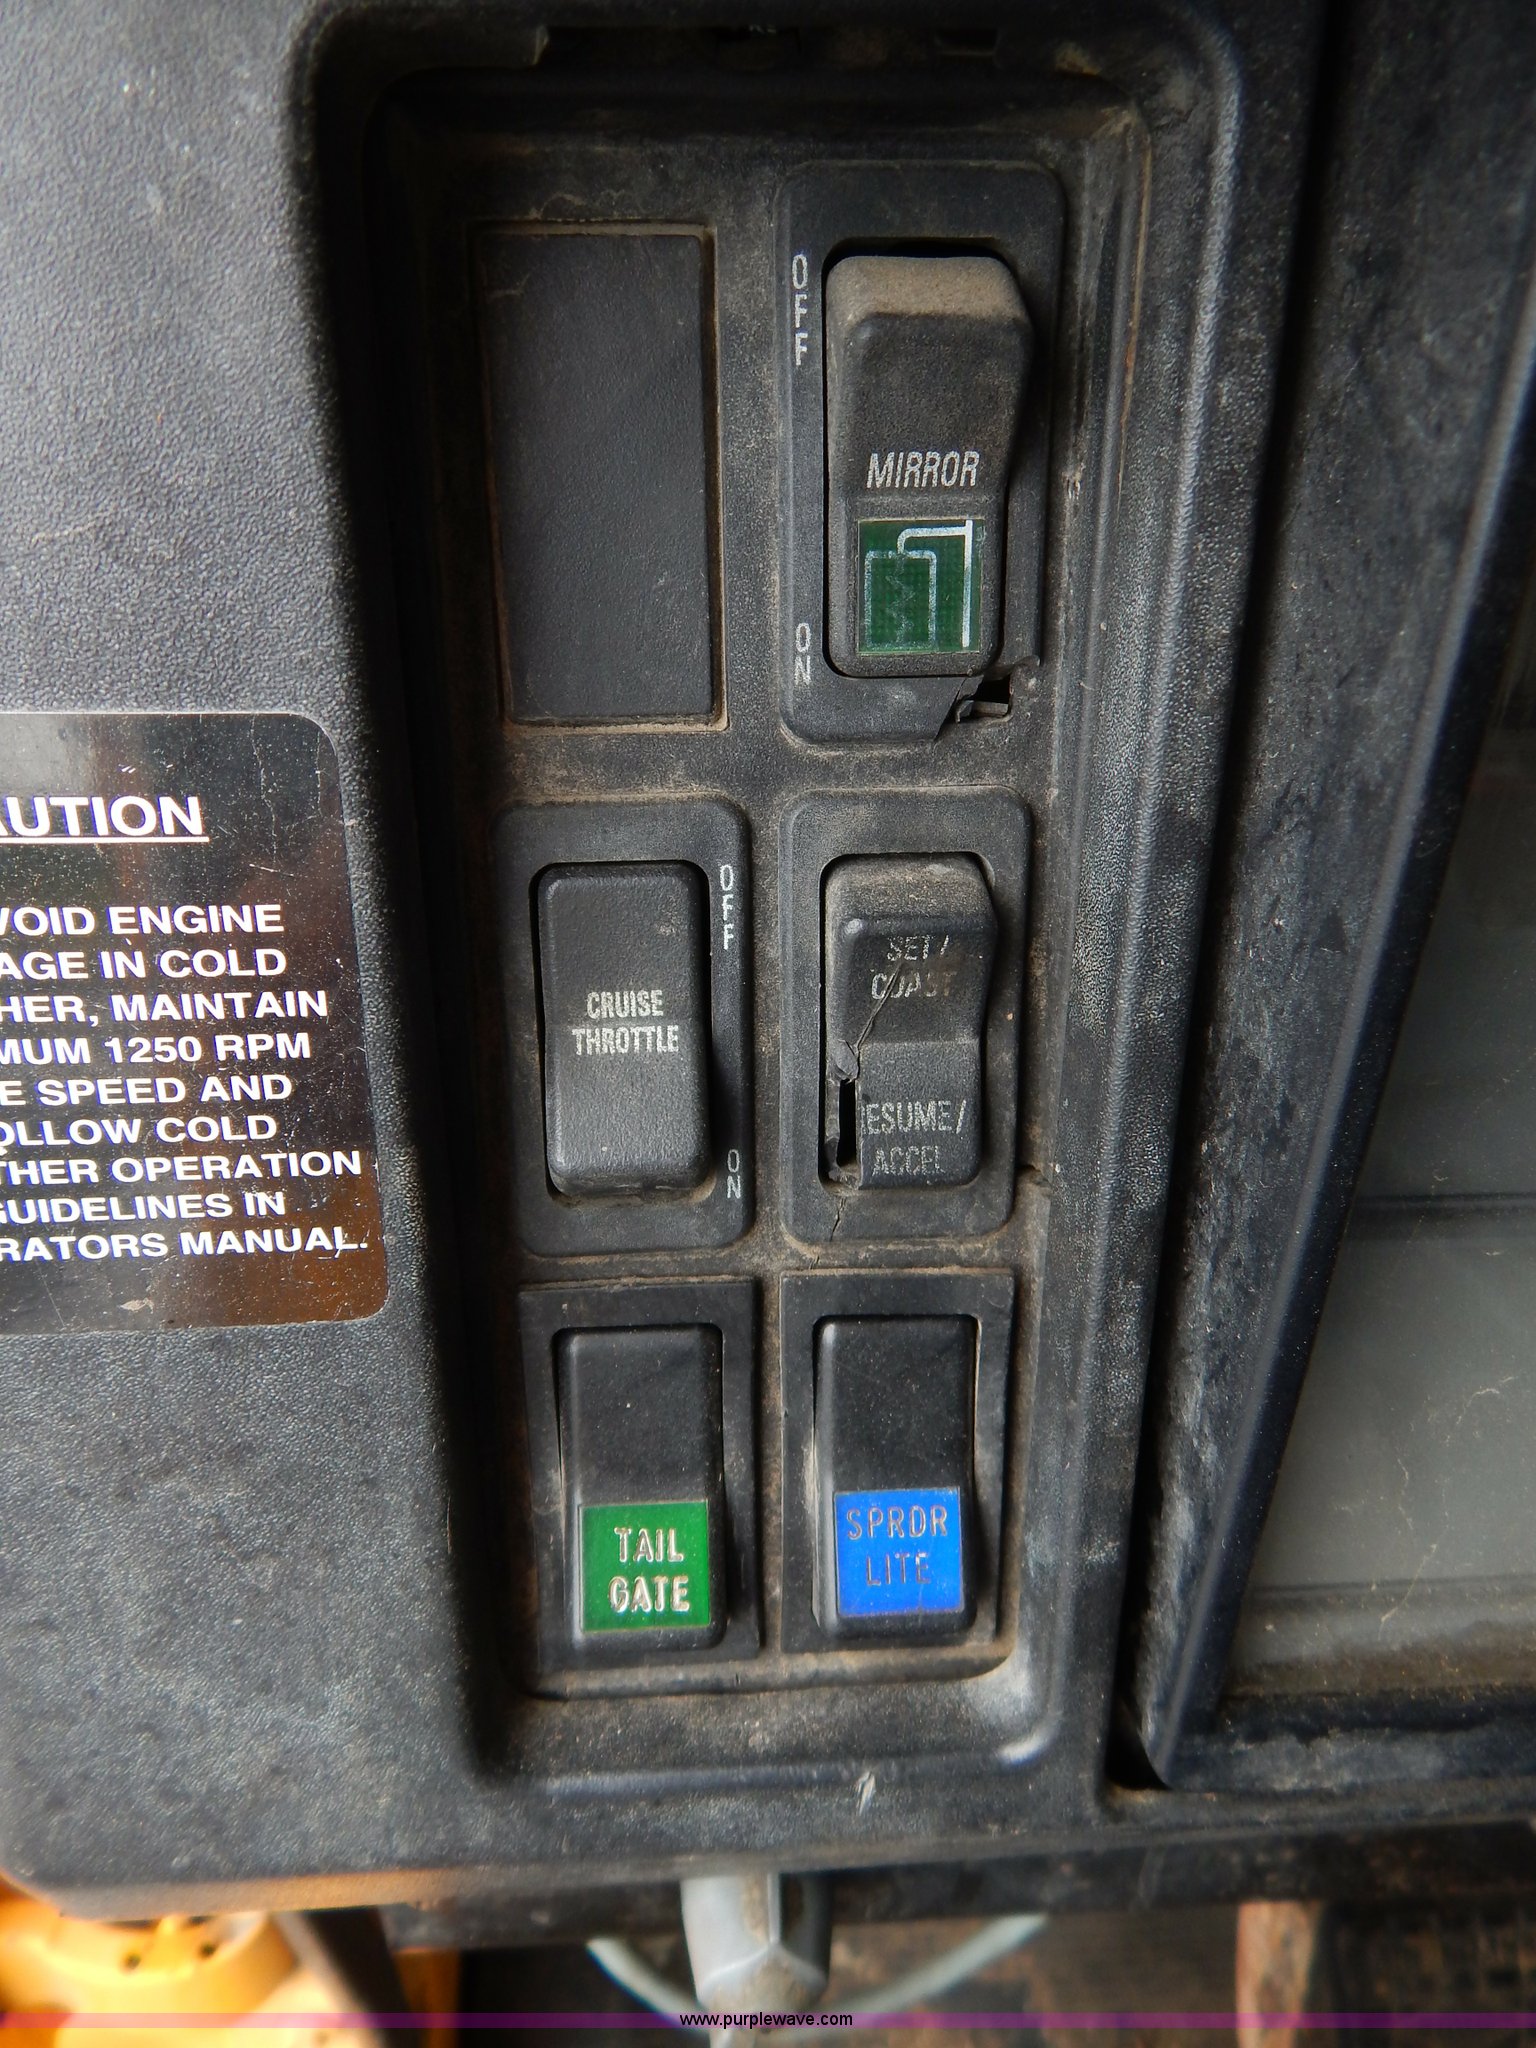 OFF
MIRROR
ON
AUTION
VOID ENGINE
AGE IN COLD
HER, MAINTAIN
MUM 1250 RPM
E SPEED AND
OLLOW COLD
THER OPERATION
GUIDELINES IN
RATORS MANUAL.
OFF
CRUISE
THROTTLE
ON
SET/
COAST
ESUME/
ACCEL
TAIL
GATE
SPRDR
LITE
www.purplewave.com